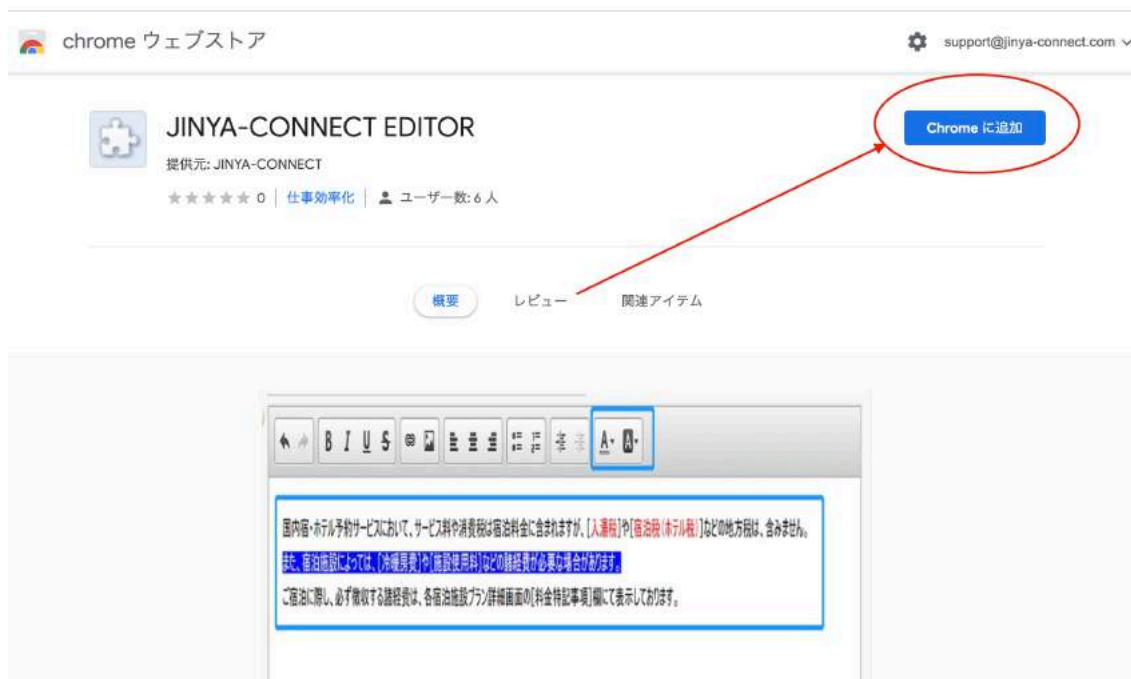 chrome ウェブストア
support@jinya-connect.com
JINYA-CONNECT EDITOR
Chrome に追加
提供元: JINYA-CONNECT
0 仕事効率化 ユーザー数: 6 人
概要 レビュー 関連アイテム
B I U S A A
国内宿・ホテル予約サービスにおいて、サービス料や消費税は宿泊料金に含まれますが、[入湯税]や[宿泊税(ホテル税)]などの地方税は、含みません。
また、宿泊施設によっては、[冷暖房費]や[施設使用料]などの諸経費が必要な場合があります。
ご宿泊に際し、必ず徴収する諸経費は、各宿泊施設プラン詳細画面の[料金特記事項]欄にて表示しております。